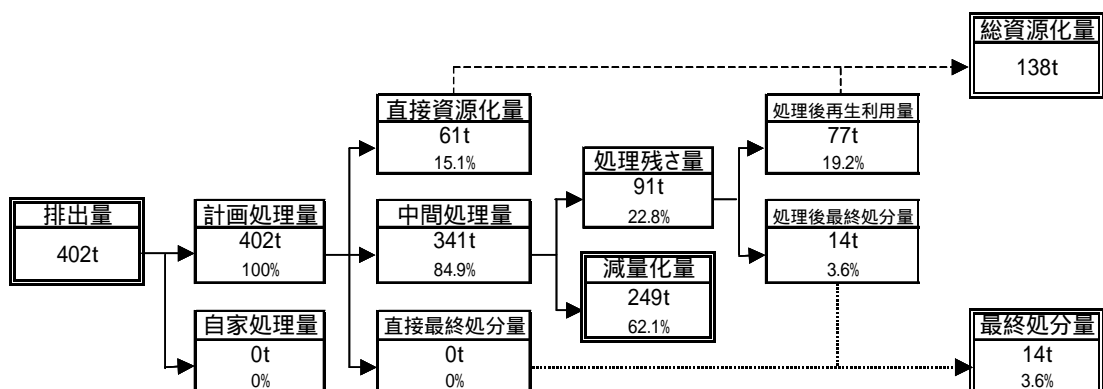 総資源化量
138t
直接資源化量
61t
15.1%
処理後再生利用量
77t
19.2%
処理残さ量
91t
22.8%
排出量
402t
計画処理量
402t
100%
中間処理量
341t
84.9%
処理後最終処分量
14t
3.6%
減量化量
249t
62.1%
自家処理量
0t
0%
直接最終処分量
0t
0%
最終処分量
14t
3.6%